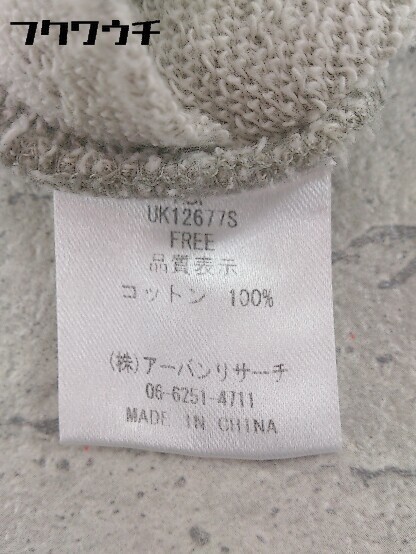 フクワウチ
UK12677S
FREE
品質表示
コットン 100%
(株)アーバンリサーチ
06-6251-4711
MADE IN CHINA